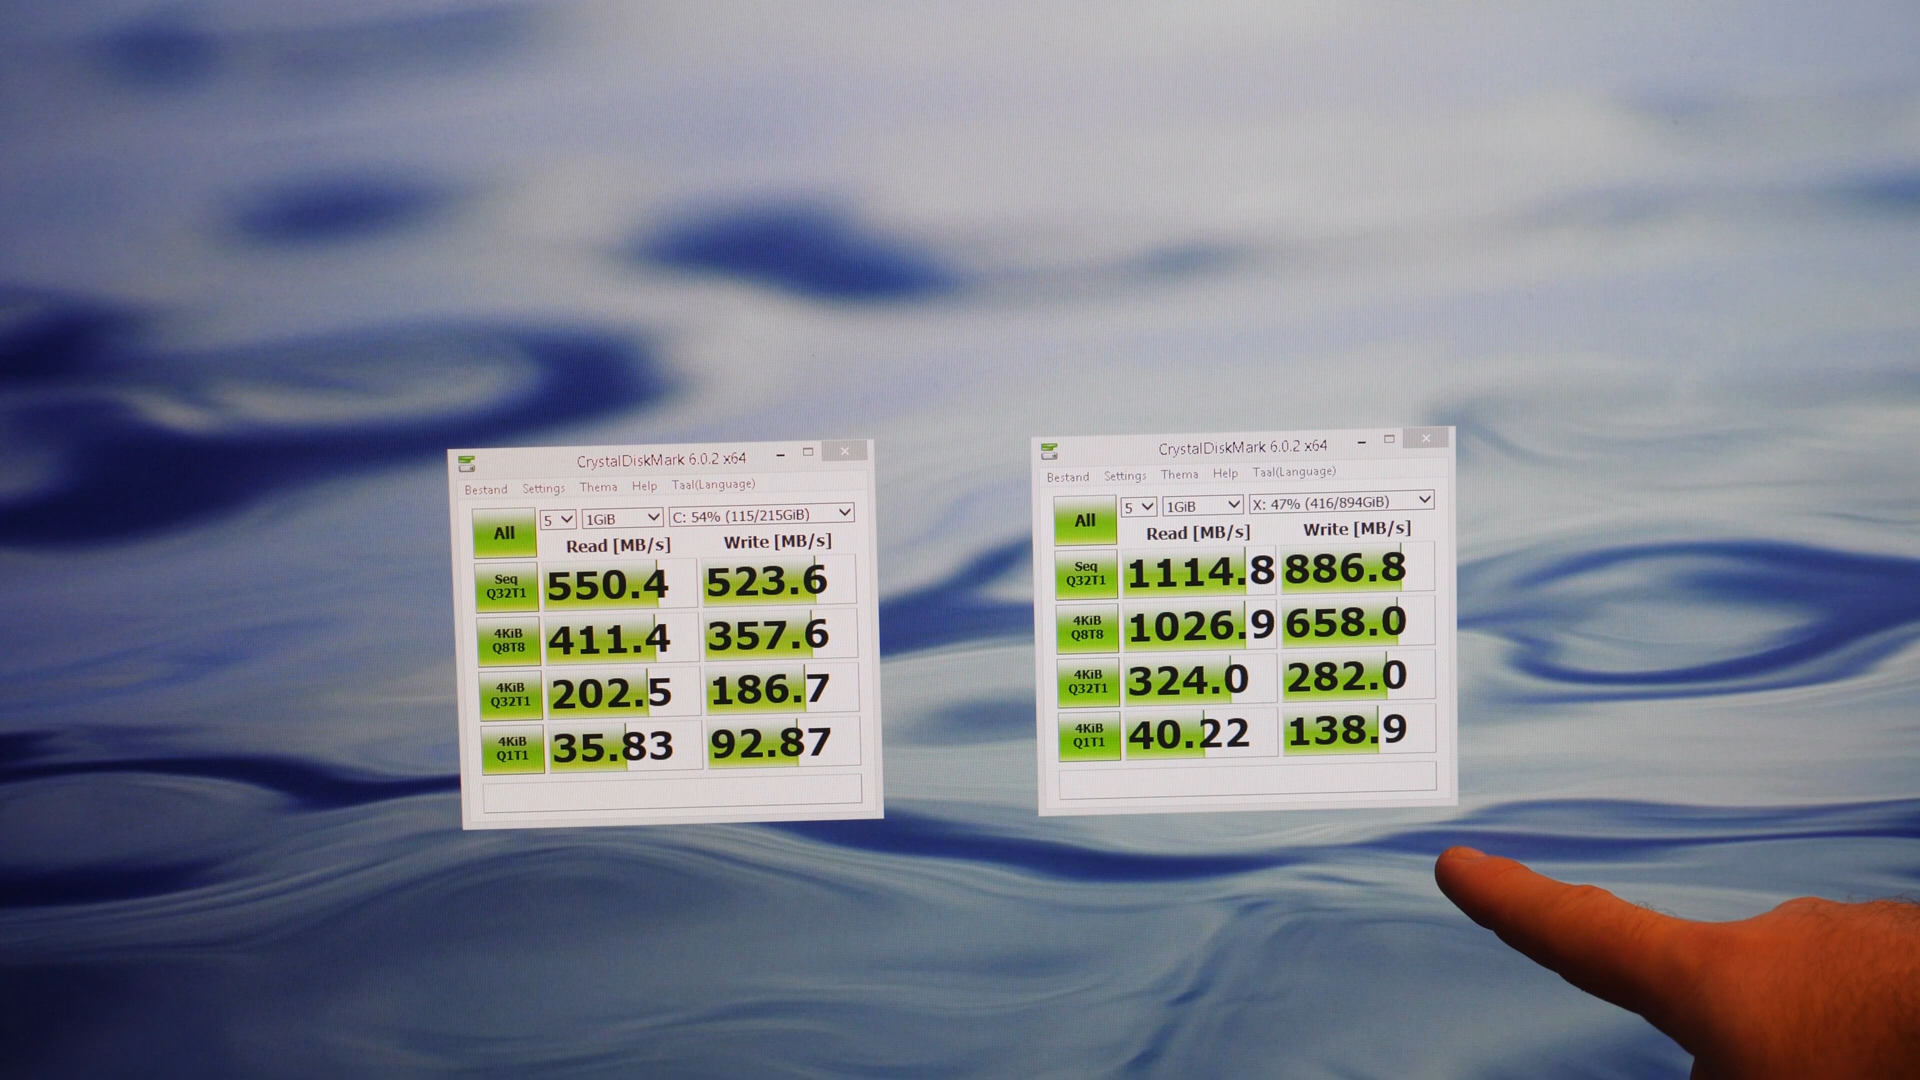 CrystalDiskMark 6.0.2 x64
Bestand Settings Thema Help Taal(Language)
All 5 1GiB C: 54% (115/215GiB)
Read [MB/s] Write [MB/s]
Seq Q32T1 550.4 523.6
4KiB Q8T8 411.4 357.6
4KiB Q32T1 202.5 186.7
4KiB Q1T1 35.83 92.87
CrystalDiskMark 6.0.2 x64
Bestand Settings Thema Help Taal(Language)
All 5 1GiB X: 47% (416/894GiB)
Read [MB/s] Write [MB/s]
Seq Q32T1 1114.8 886.8
4KiB Q8T8 1026.9 658.0
4KiB Q32T1 324.0 282.0
4KiB Q1T1 40.22 138.9